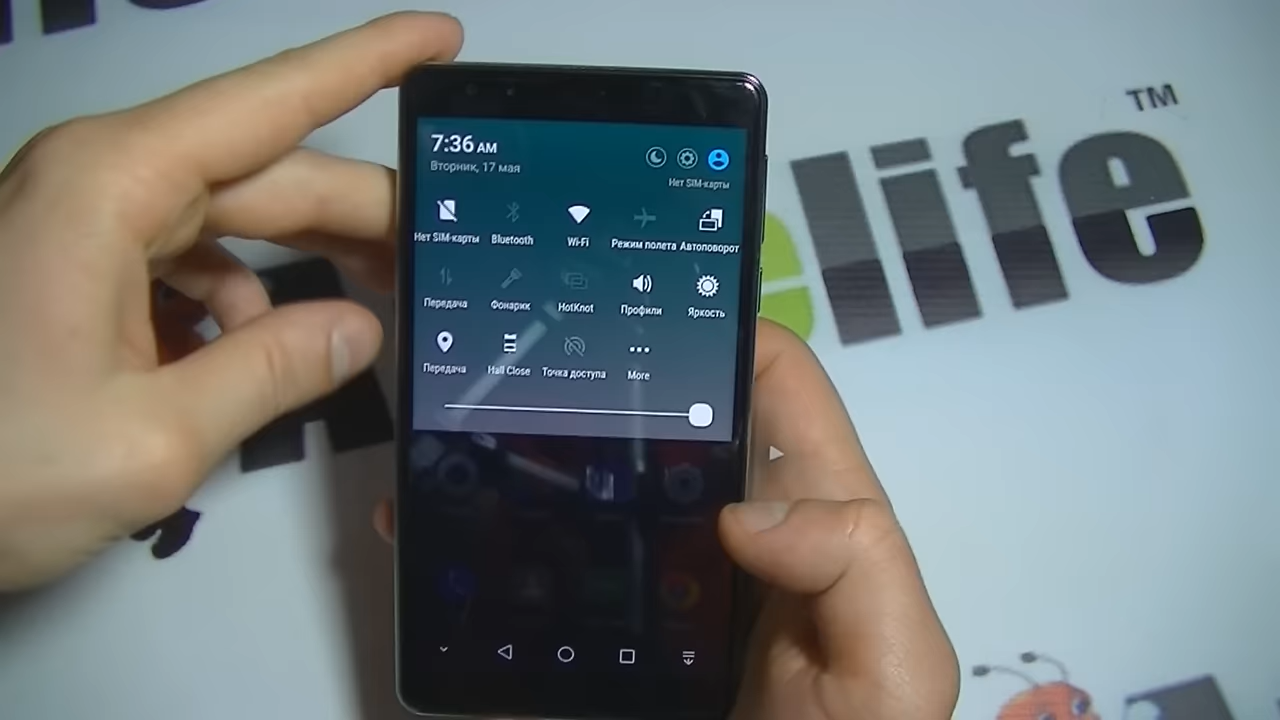 7:36 AM
Вторник, 17 мая
Нет SIM-карты
Нет SIM-карты
Bluetooth
Wi-Fi
Режим полета
Автоповорот
Передача
Фонарик
HotKnot
Профили
Яркость
Передача
Hall Close
Точка доступа
More
elife
TM